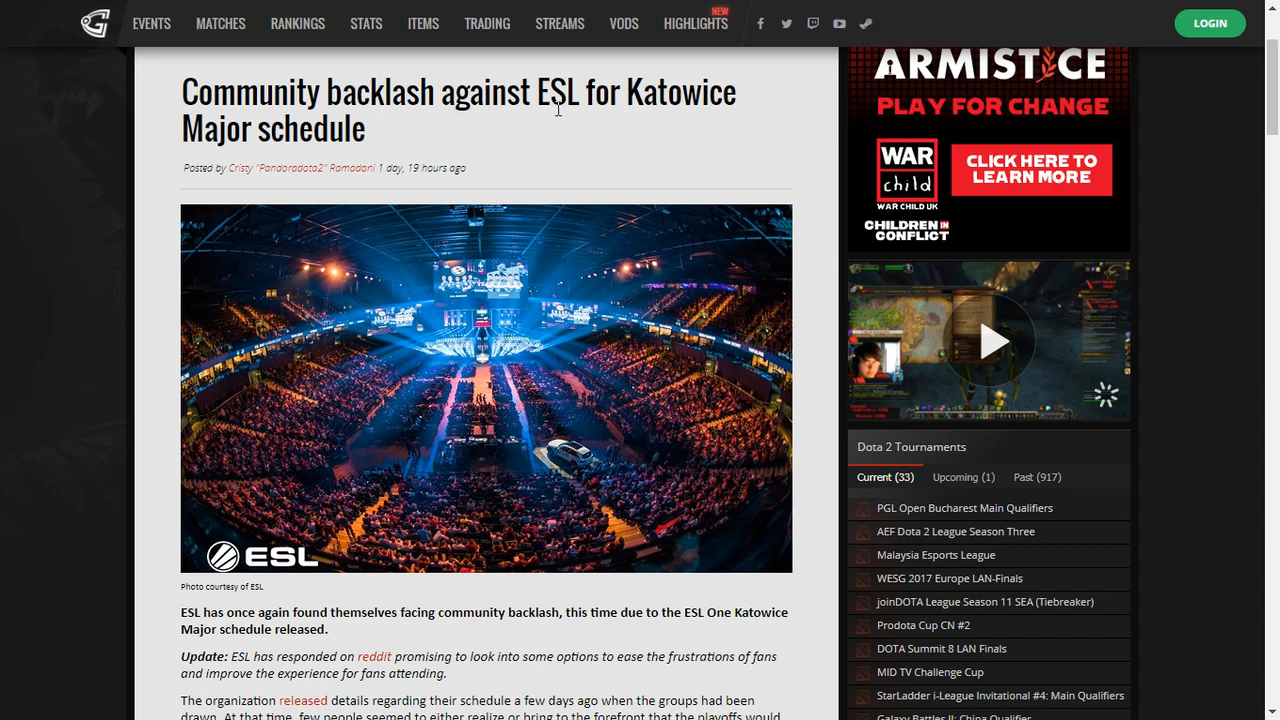 EVENTS MATCHES RANKINGS STATS ITEMS TRADING STREAMS VODS HIGHLIGHTS NEW LOGIN
Community backlash against ESL for Katowice
Major schedule
Posted by Cristy "Pandoradota2" Ramadani 1 day, 19 hours ago
ESL
Photo courtesy of ESL
ESL has once again found themselves facing community backlash, this time due to the ESL One Katowice
Major schedule released.
Update: ESL has responded on reddit promising to look into some options to ease the frustrations of fans
and improve the experience for fans attending.
The organization released details regarding their schedule a few days ago when the groups had been
drawn. At that time, few people seemed to either realize or bring to the forefront that the playoffs would
ARMISTICE
PLAY FOR CHANGE
WAR
child
WAR CHILD UK
CLICK HERE TO
LEARN MORE
CHILDREN IN
CONFLICT
Dota 2 Tournaments
Current (33) Upcoming (1) Past (917)
PGL Open Bucharest Main Qualifiers
AEF Dota 2 League Season Three
Malaysia Esports League
WESG 2017 Europe LAN-Finals
joinDOTA League Season 11 SEA (Tiebreaker)
Prodota Cup CN #2
DOTA Summit 8 LAN Finals
MID TV Challenge Cup
StarLadder i-League Invitational #4: Main Qualifiers
Galaxy Battles II: China Qualifier